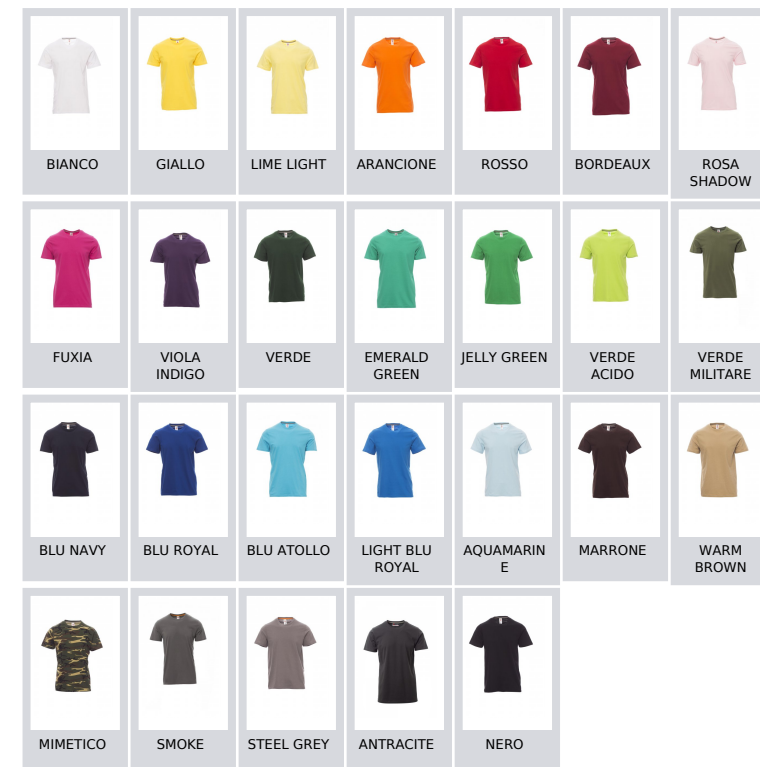 BIANCO
GIALLO
LIME LIGHT
ARANCIONE
ROSSO
BORDEAUX
ROSA
SHADOW
FUXIA
VIOLA
INDIGO
VERDE
EMERALD
GREEN
JELLY GREEN
VERDE
ACIDO
VERDE
MILITARE
BLU NAVY
BLU ROYAL
BLU ATOLLO
LIGHT BLU
ROYAL
AQUAMARIN
E
MARRONE
WARM
BROWN
MIMETICO
SMOKE
STEEL GREY
ANTRACITE
NERO